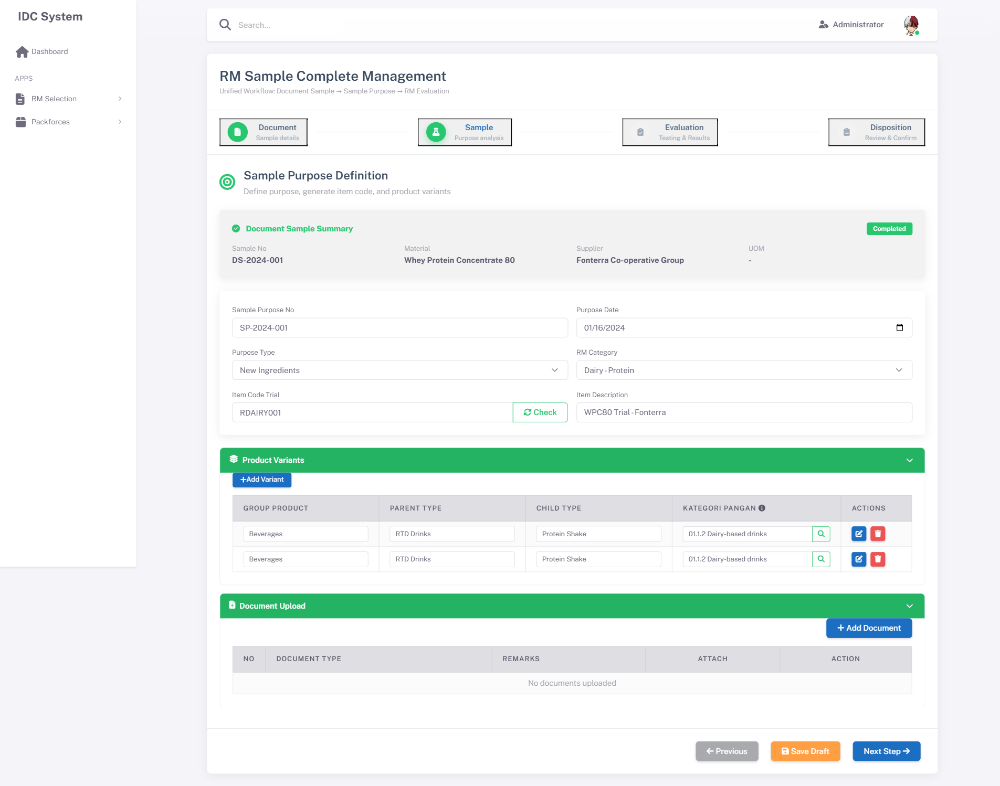 IDC System
Search...
Administrator
Dashboard
APPS
RM Selection
Packforces
RM Sample Complete Management
Unified Workflow: Document Sample → Sample Purpose → RM Evaluation
Document
Sample details
Sample
Purpose analysis
Evaluation
Testing & Results
Disposition
Review & Confirm
Sample Purpose Definition
Define purpose, generate item code, and product variants
Document Sample Summary
Completed
Sample No
Material
Supplier
UOM
DS-2024-001
Whey Protein Concentrate 80
Fonterra Co-operative Group
-
Sample Purpose No
Purpose Date
SP-2024-001
01/16/2024
Purpose Type
RM Category
New Ingredients
Dairy - Protein
Item Code Trial
Item Description
RDAIRY001
Check
WPC80 Trial - Fonterra
Product Variants
+Add Variant
GROUP PRODUCT
PARENT TYPE
CHILD TYPE
KATEGORI PANGAN
ACTIONS
Beverages
RTD Drinks
Protein Shake
01.1.2 Dairy-based drinks
Beverages
RTD Drinks
Protein Shake
01.1.2 Dairy-based drinks
Document Upload
+ Add Document
NO
DOCUMENT TYPE
REMARKS
ATTACH
ACTION
No documents uploaded
← Previous
Save Draft
Next Step →